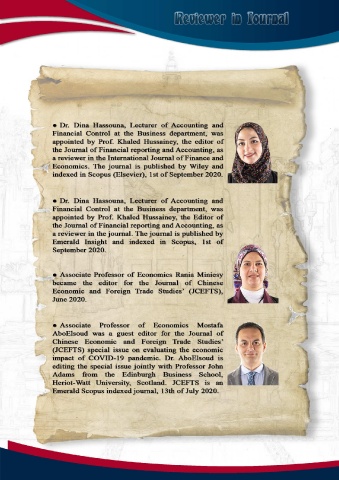 Reviewer in Journal
● Dr. Dina Hassouna, Lecturer of Accounting and
Financial Control at the Business department, was
appointed by Prof. Khaled Hussainey, the editor of
the Journal of Financial reporting and Accounting, as
a reviewer in the International Journal of Finance and
Economics. The journal is published by Wiley and
indexed in Scopus (Elsevier), 1st of September 2020.
● Dr. Dina Hassouna, Lecturer of Accounting and
Financial Control at the Business department, was
appointed by Prof. Khaled Hussainey, the Editor of
the Journal of Financial reporting and Accounting, as
a reviewer in the journal. The journal is published by
Emerald Insight and indexed in Scopus, 1st of
September 2020.
● Associate Professor of Economics Rania Miniesy
became the editor for the Journal of Chinese
Economic and Foreign Trade Studies' (JCEFTS),
June 2020.
● Associate Professor of Economics Mostafa
AboElsoud was a guest editor for the Journal of
Chinese Economic and Foreign Trade Studies'
(JCEFTS) special issue on evaluating the economic
impact of COVID-19 pandemic. Dr. AboElsoud is
editing the special issue jointly with Professor John
Adams from the Edinburgh Business School,
Heriot-Watt University, Scotland. JCEFTS is an
Emerald Scopus indexed journal, 13th of July 2020.